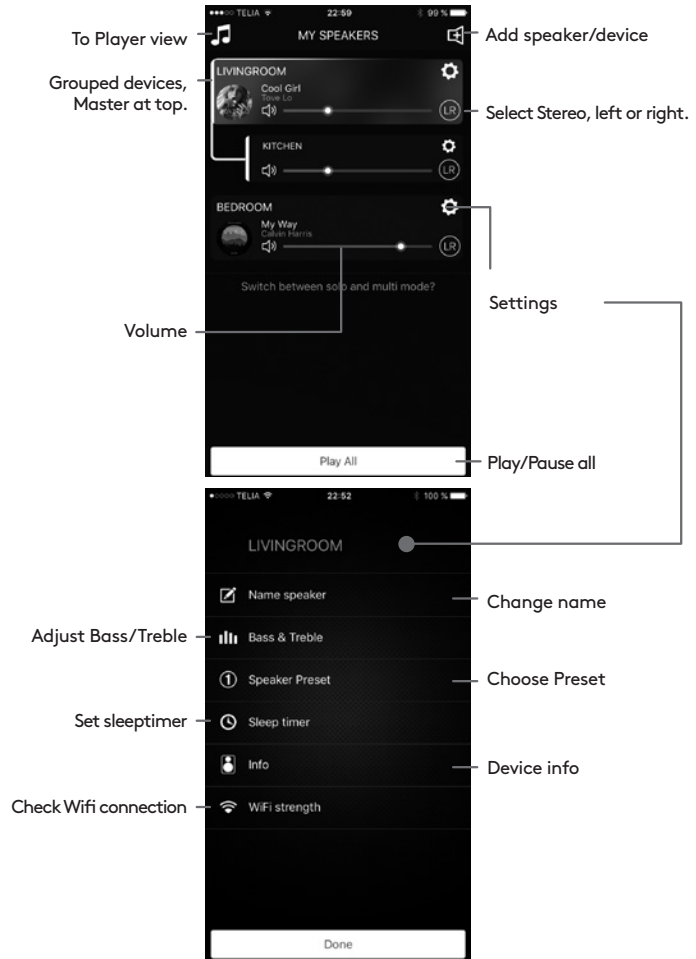 TELIA 22:59 99 %
To Player view
MY SPEAKERS
Add speaker/device
Grouped devices,
Master at top.
LIVINGROOM
Cool Girl
Tove Lo
LR
Select Stereo, left or right.
KITCHEN
LR
BEDROOM
My Way
Calvin Harris
LR
Switch between solo and multi mode?
Settings
Volume
Play All
Play/Pause all
TELIA 22:52 100 %
LIVINGROOM
Name speaker
Change name
Adjust Bass/Treble
Bass & Treble
1 Speaker Preset
Choose Preset
Set sleeptimer
Sleep timer
Info
Device info
Check Wifi connection
WiFi strength
Done